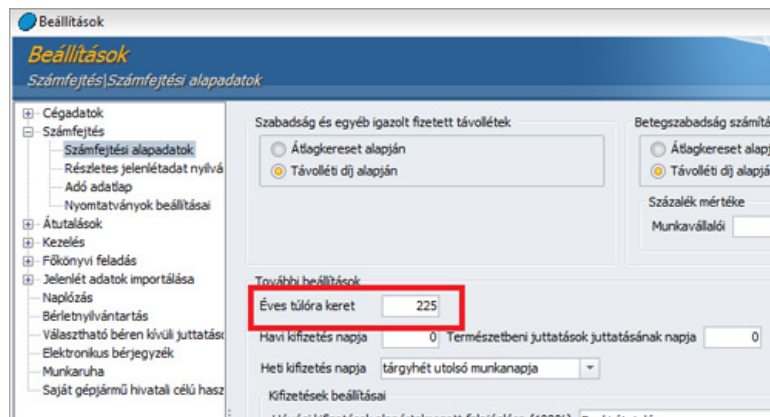 Beállítások
Beállítások
Számfejtés|Számfejtési alapadatok
Cégadatok
Számfejtés
Számfejtési alapadatok
Részletes jelenlétadat nyilvá
Adó adatlap
Nyomtatványok beállításai
Átutalások
Kezelés
Főkönyvi feladás
Jelenlét adatok importálása
Naplózás
Bérletnyilvántartás
Választható béren kívüli juttatáso
Elektronikus bérjegyzék
Munkaruha
Saját gépjármű hivatali célú hasz
Szabadság és egyéb igazolt fizetett távollétek
Átlagkereset alapján
Távolléti díj alapján
Betegszabadság számítá
Átlagkereset alapj
Távolléti díj alapjá
Százalék mértéke
Munkavállalói
További beállítások
Éves túlóra keret 225
Havi kifizetés napja 0 Természetbeni juttatások juttatásának napja 0
Heti kifizetés napja tárgyhét utolsó munkanapja
Kifizetések beállításai